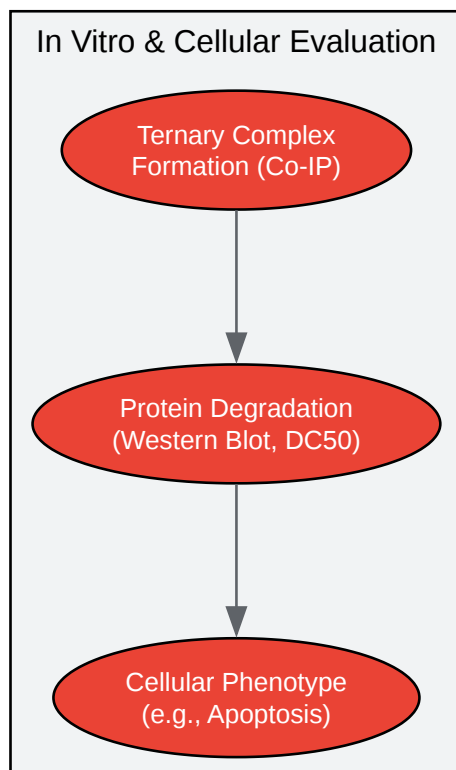 In Vitro & Cellular Evaluation
Ternary Complex
Formation (Co-IP)
Protein Degradation
(Western Blot, DC50)
Cellular Phenotype
(e.g., Apoptosis)